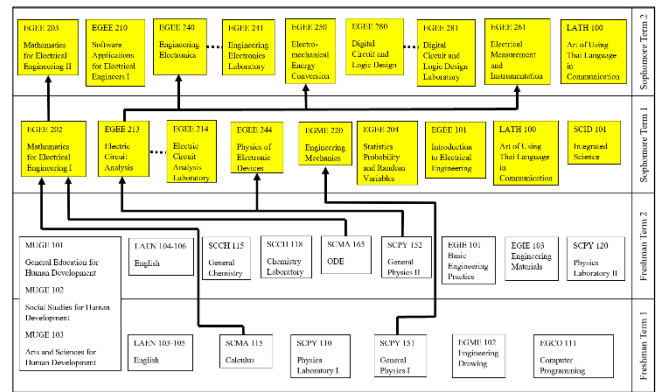 EGEE 203
Mathematics
for Electrical
Engineering II
EGEE 210
Software
Applications
for Electrical
Engineers I
EGEE 240
Engineering
Electronics
EGEE 241
Engineering
Electronics
Laboratory
EGEE 250
Electro-
mechanical
Energy
Conversion
EGEE 280
Digital
Circuit and
Logic Design
EGEE 281
Digital
Circuit and
Logic Design
Laboratory
EGEE 261
Electrical
Measurement
and
Instrumentation
LATH 100
Art of Using
Thai Language
in
Communication
Sophomore Term 2
EGEE 202
Mathematics
for Electrical
Engineering I
EGEE 213
Electric
Circuit
Analysis
EGEE 214
Electric
Circuit
Analysis
Laboratory
EGEE 244
Physics of
Electronic
Devices
EGME 220
Engineering
Mechanics
EGEE 204
Statistics
Probability
and Random
Variables
EGEE 101
Introduction
to Electrical
Engineering
LATH 100
Art of Using
Thai Language
in
Communication
SCID 101
Integrated
Science
Sophomore Term 1
MUGE 101
General Education for
Human Development
MUGE 102
Social Studies for Human
Development
MUGE 103
Arts and Sciences for
Human Development
LAEN 104-106
English
SCCH 115
General
Chemistry
SCCH 118
Chemistry
Laboratory
SCMA 165
ODE
SCPY 152
General
Physics II
EGIE 101
Basic
Engineering
Practice
EGIE 103
Engineering
Materials
SCPY 120
Physics
Laboratory II
Freshman Term 2
LAEN 103-105
English
SCMA 115
Calculus
SCPY 110
Physics
Laboratory I
SCPY 151
General
Physics I
EGME 102
Engineering
Drawing
EGCO 111
Computer
Programming
Freshman Term 1